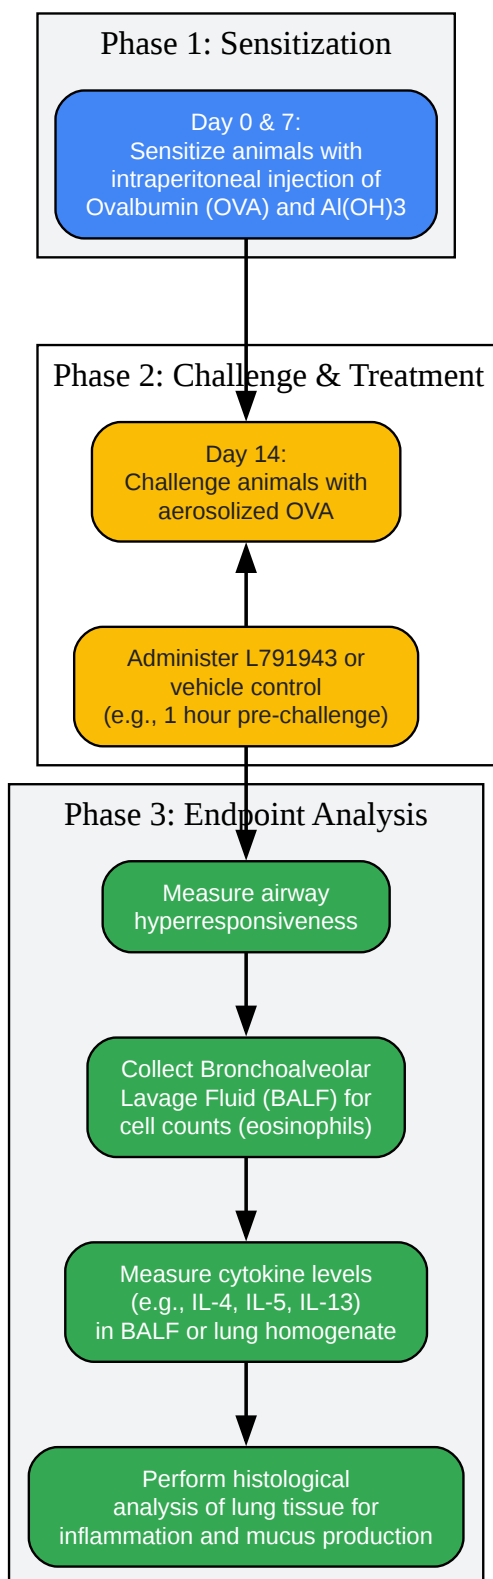 Phase 1: Sensitization
Day 0 & 7:
Sensitize animals with
intraperitoneal injection of
Ovalbumin (OVA) and Al(OH)3
Phase 2: Challenge & Treatment
Day 14:
Challenge animals with
aerosolized OVA
Administer L791943 or
vehicle control
(e.g., 1 hour pre-challenge)
Phase 3: Endpoint Analysis
Measure airway
hyperresponsiveness
Collect Bronchoalveolar
Lavage Fluid (BALF) for
cell counts (eosinophils)
Measure cytokine levels
(e.g., IL-4, IL-5, IL-13)
in BALF or lung homogenate
Perform histological
analysis of lung tissue for
inflammation and mucus production